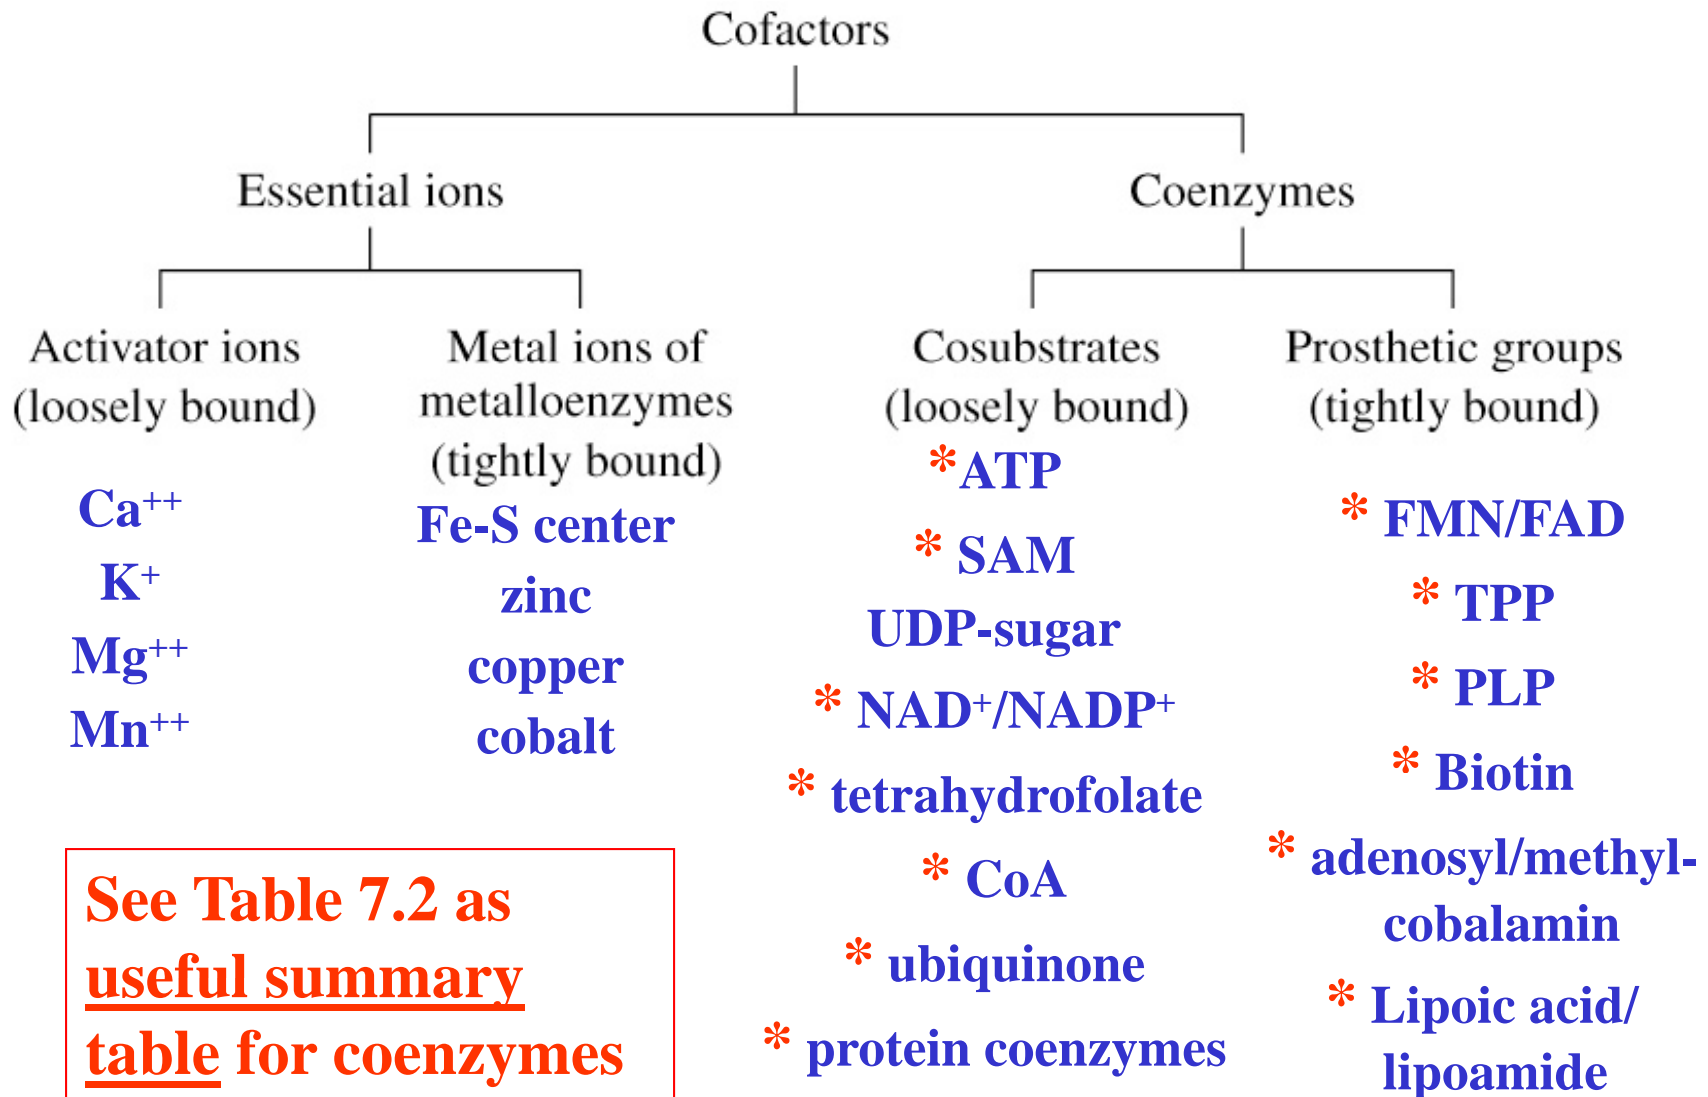 Cofactors
Essential ions
Coenzymes
Activator ions
(loosely bound)
Metal ions of
metalloenzymes
(tightly bound)
Cosubstrates
(loosely bound)
Prosthetic groups
(tightly bound)
Ca⁺⁺
K⁺
Mg⁺⁺
Mn⁺⁺
Fe-S center
zinc
copper
cobalt
*ATP
* SAM
UDP-sugar
* NAD⁺/NADP⁺
* tetrahydrofolate
* CoA
* ubiquinone
* protein coenzymes
* FMN/FAD
* TPP
* PLP
* Biotin
* adenosyl/methyl-
cobalamin
* Lipoic acid/
lipoamide
See Table 7.2 as
useful summary
table for coenzymes